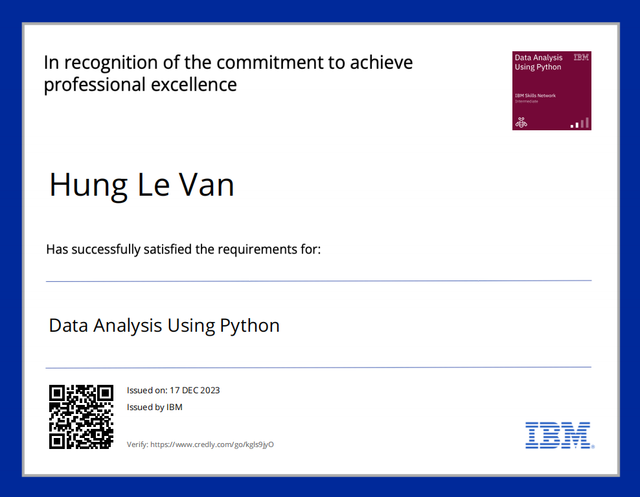 In recognition of the commitment to achieve
professional excellence
Data Analysis
Using Python
IBM
IBM Skills Network
Intermediate
Hung Le Van
Has successfully satisfied the requirements for:
Data Analysis Using Python
Issued on: 17 DEC 2023
Issued by IBM
Verify: https://www.credly.com/go/kgls9jyO
IBM®